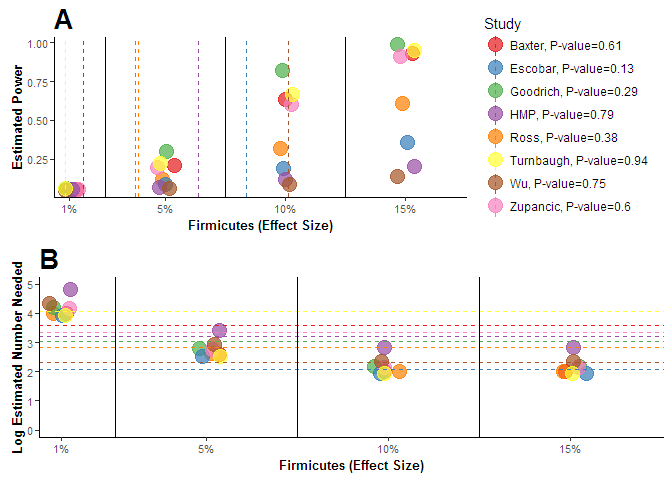 A
Estimated Power
1.00
0.75
0.50
0.25
1%
5%
10%
15%
Firmicutes (Effect Size)
Study
Baxter, P-value=0.61
Escobar, P-value=0.13
Goodrich, P-value=0.29
HMP, P-value=0.79
Ross, P-value=0.38
Turnbaugh, P-value=0.94
Wu, P-value=0.75
Zupancic, P-value=0.6
B
Log Estimated Number Needed
5
4
3
2
1
0
1%
5%
10%
15%
Firmicutes (Effect Size)